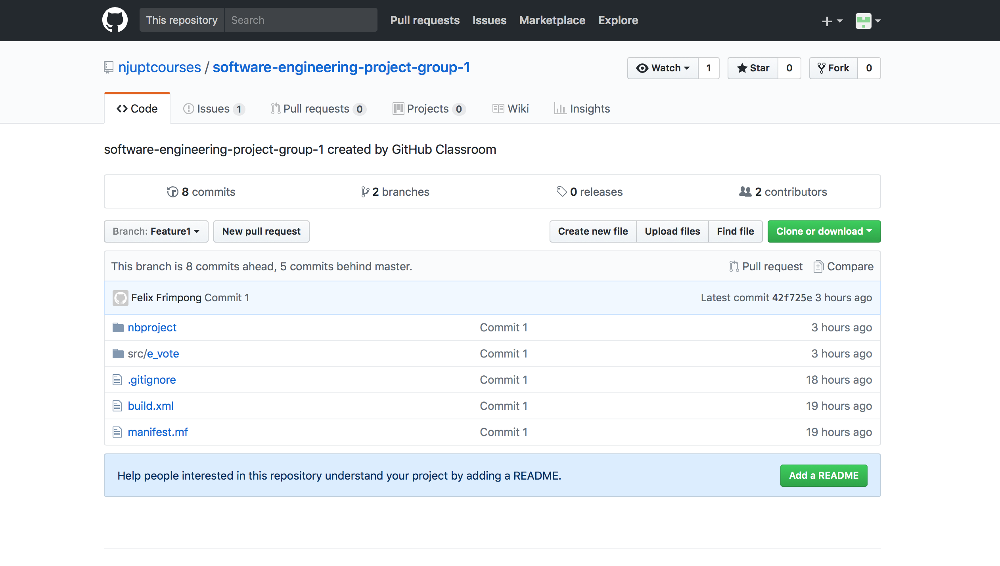 This repository Search Pull requests Issues Marketplace Explore
njuptcourses / software-engineering-project-group-1 Watch 1 Star 0 Fork 0
Code Issues 1 Pull requests 0 Projects 0 Wiki Insights
software-engineering-project-group-1 created by GitHub Classroom
8 commits 2 branches 0 releases 2 contributors
Branch: Feature1 New pull request Create new file Upload files Find file Clone or download
This branch is 8 commits ahead, 5 commits behind master. Pull request Compare
Felix Frimpong Commit 1 Latest commit 42f725e 3 hours ago
nbproject Commit 1 3 hours ago
src/e_vote Commit 1 3 hours ago
.gitignore Commit 1 18 hours ago
build.xml Commit 1 19 hours ago
manifest.mf Commit 1 19 hours ago
Help people interested in this repository understand your project by adding a README. Add a README